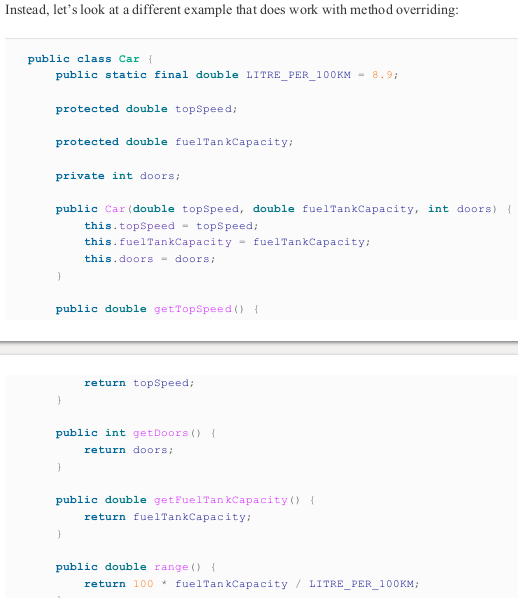 Instead, let's look at a different example that does work with method overriding:
public class Car {
public static final double LITRE_PER_100KM = 8.9;
protected double topSpeed;
protected double fuelTankCapacity;
private int doors;
public Car(double topSpeed, double fuelTankCapacity, int doors) {
this.topSpeed = topSpeed;
this.fuelTankCapacity = fuelTankCapacity;
this.doors = doors;
}
public double getTopSpeed() {
return topSpeed;
}
public int getDoors() {
return doors;
}
public double getFuelTankCapacity() {
return fuelTankCapacity;
}
public double range() {
return 100 * fuelTankCapacity / LITRE_PER_100KM;